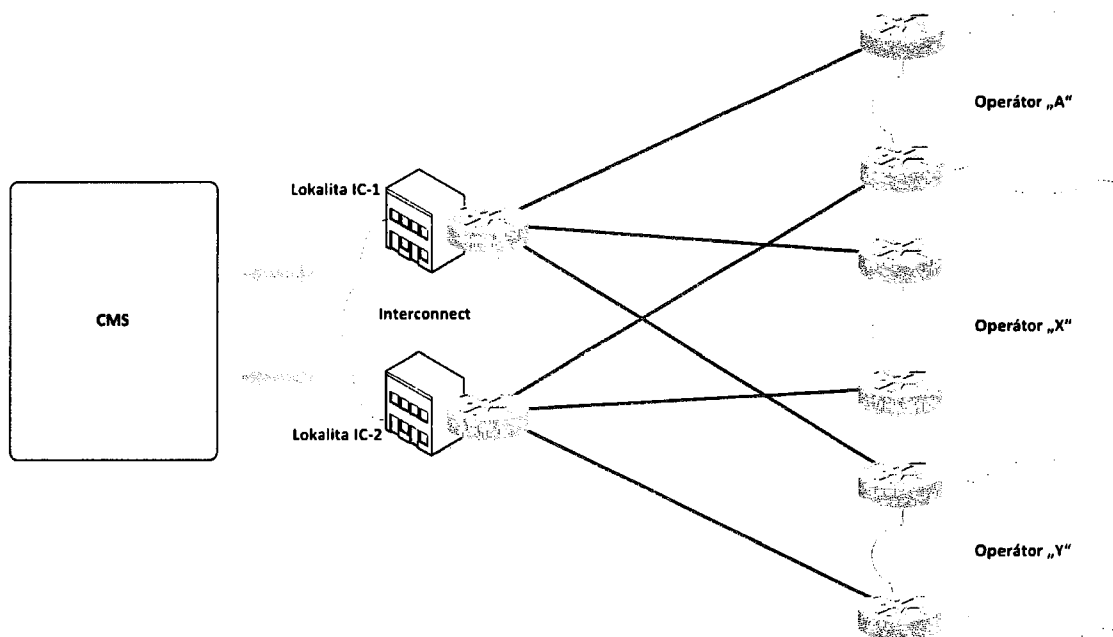 Operátor „A“
Lokalita IC-1
CMS
Interconnect
Operátor „X“
Lokalita IC-2
Operátor „Y“